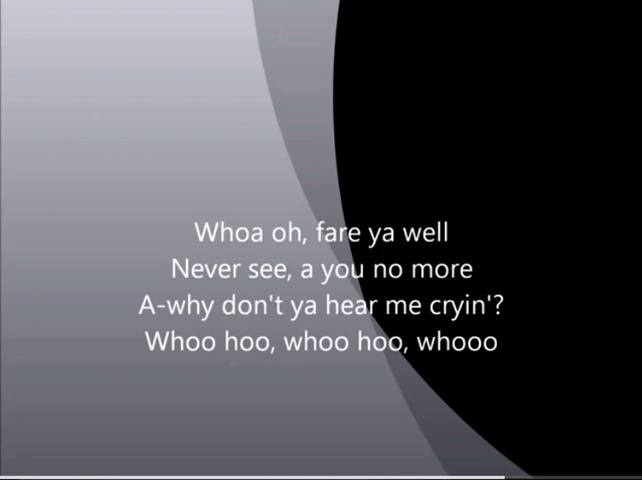 Whoa oh, fare ya well
Never see, a you no more
A-why don't ya hear me cryin'?
Whoo hoo, whoo hoo, whooo